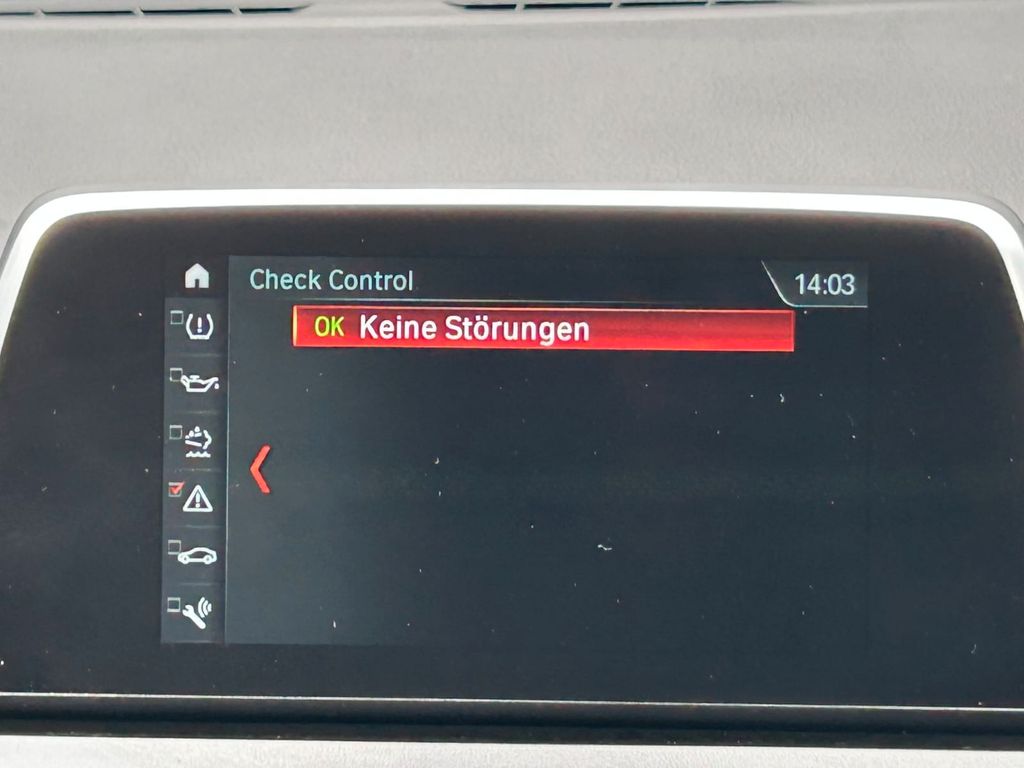 Check Control
14:03
OK Keine Störungen